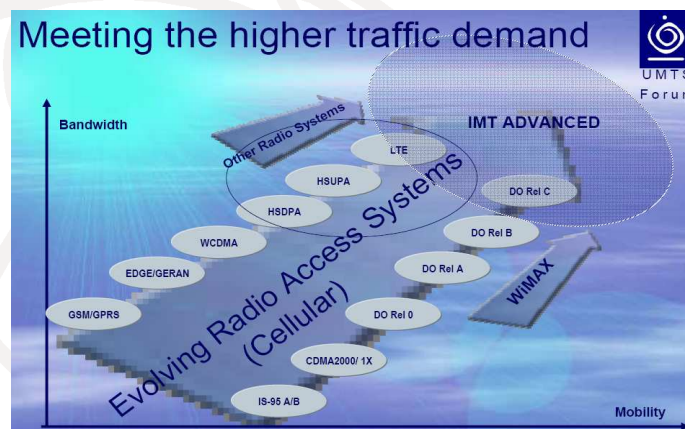 Meeting the higher traffic demand
UMTS
Forum
Bandwidth
Other Radio Systems
IMT ADVANCED
LTE
HSUPA
DO Rel C
HSDPA
DO Rel B
WCDMA
EDGE/GERAN
DO Rel A
WiMAX
GSM/GPRS
DO Rel 0
Evolving Radio Access Systems
(Cellular)
CDMA2000/ 1X
IS-95 A/B
Mobility